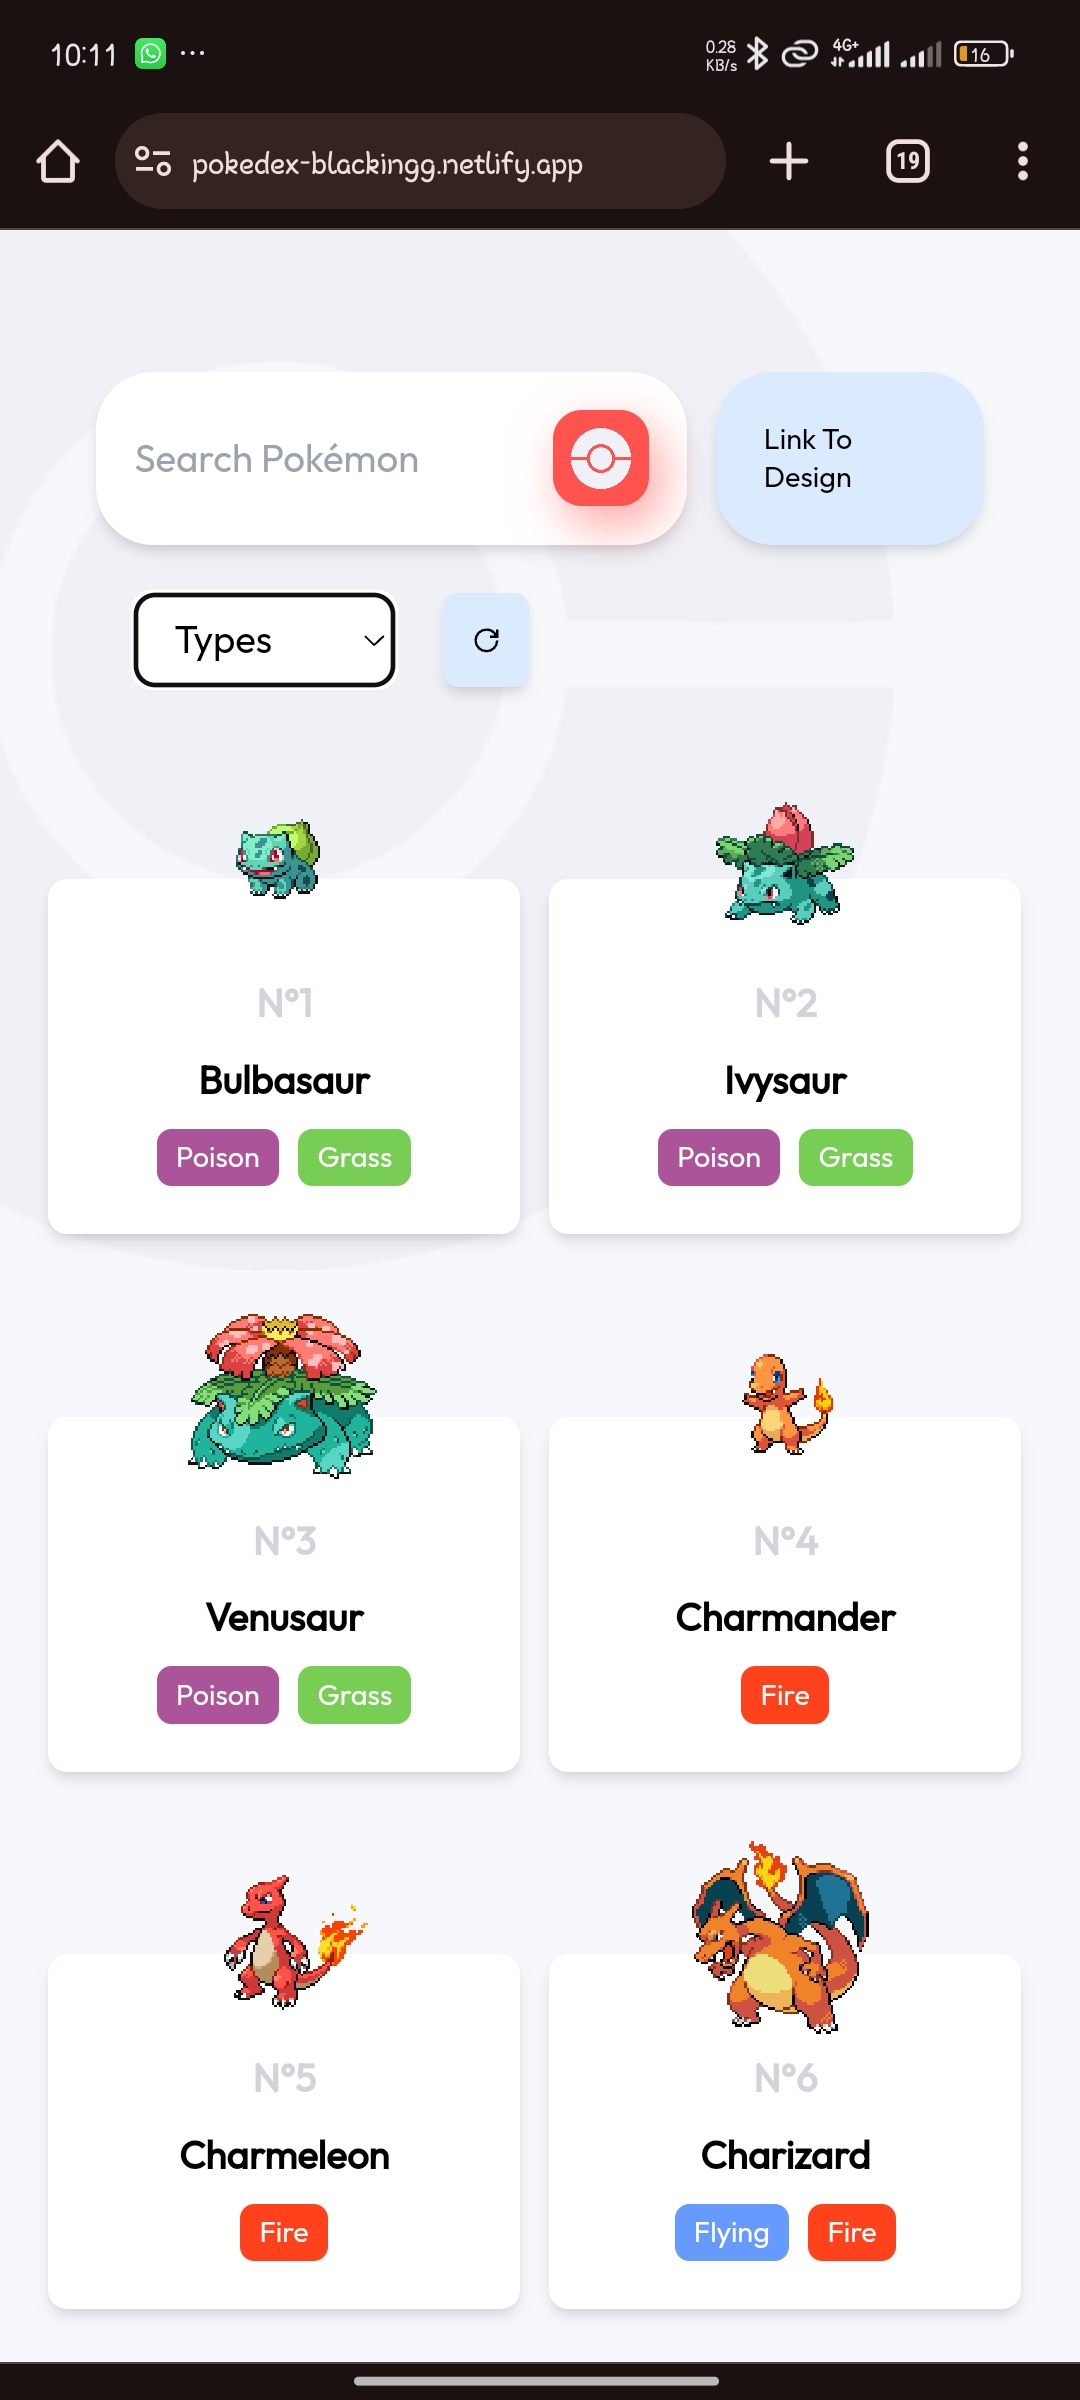 10:11 ... 0.28 KB/s 4G+ 16
pokedex-blackingg.netlify.app 19
Search Pokémon
Link To
Design
Types
N°1
Bulbasaur
Poison Grass
N°2
Ivysaur
Poison Grass
N°3
Venusaur
Poison Grass
N°4
Charmander
Fire
N°5
Charmeleon
Fire
N°6
Charizard
Flying Fire